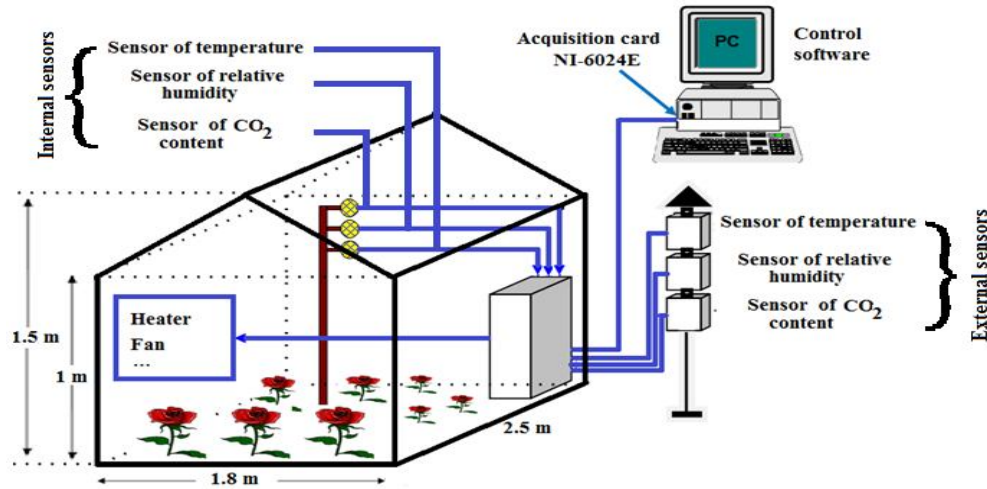 Internal sensors
Sensor of temperature
Sensor of relative
humidity
Sensor of CO₂
content
Acquisition card
NI-6024E
PC
Control
software
Sensor of temperature
Sensor of relative
humidity
Sensor of CO₂
content
External sensors
Heater
Fan
...
1.5 m
1 m
2.5 m
1.8 m